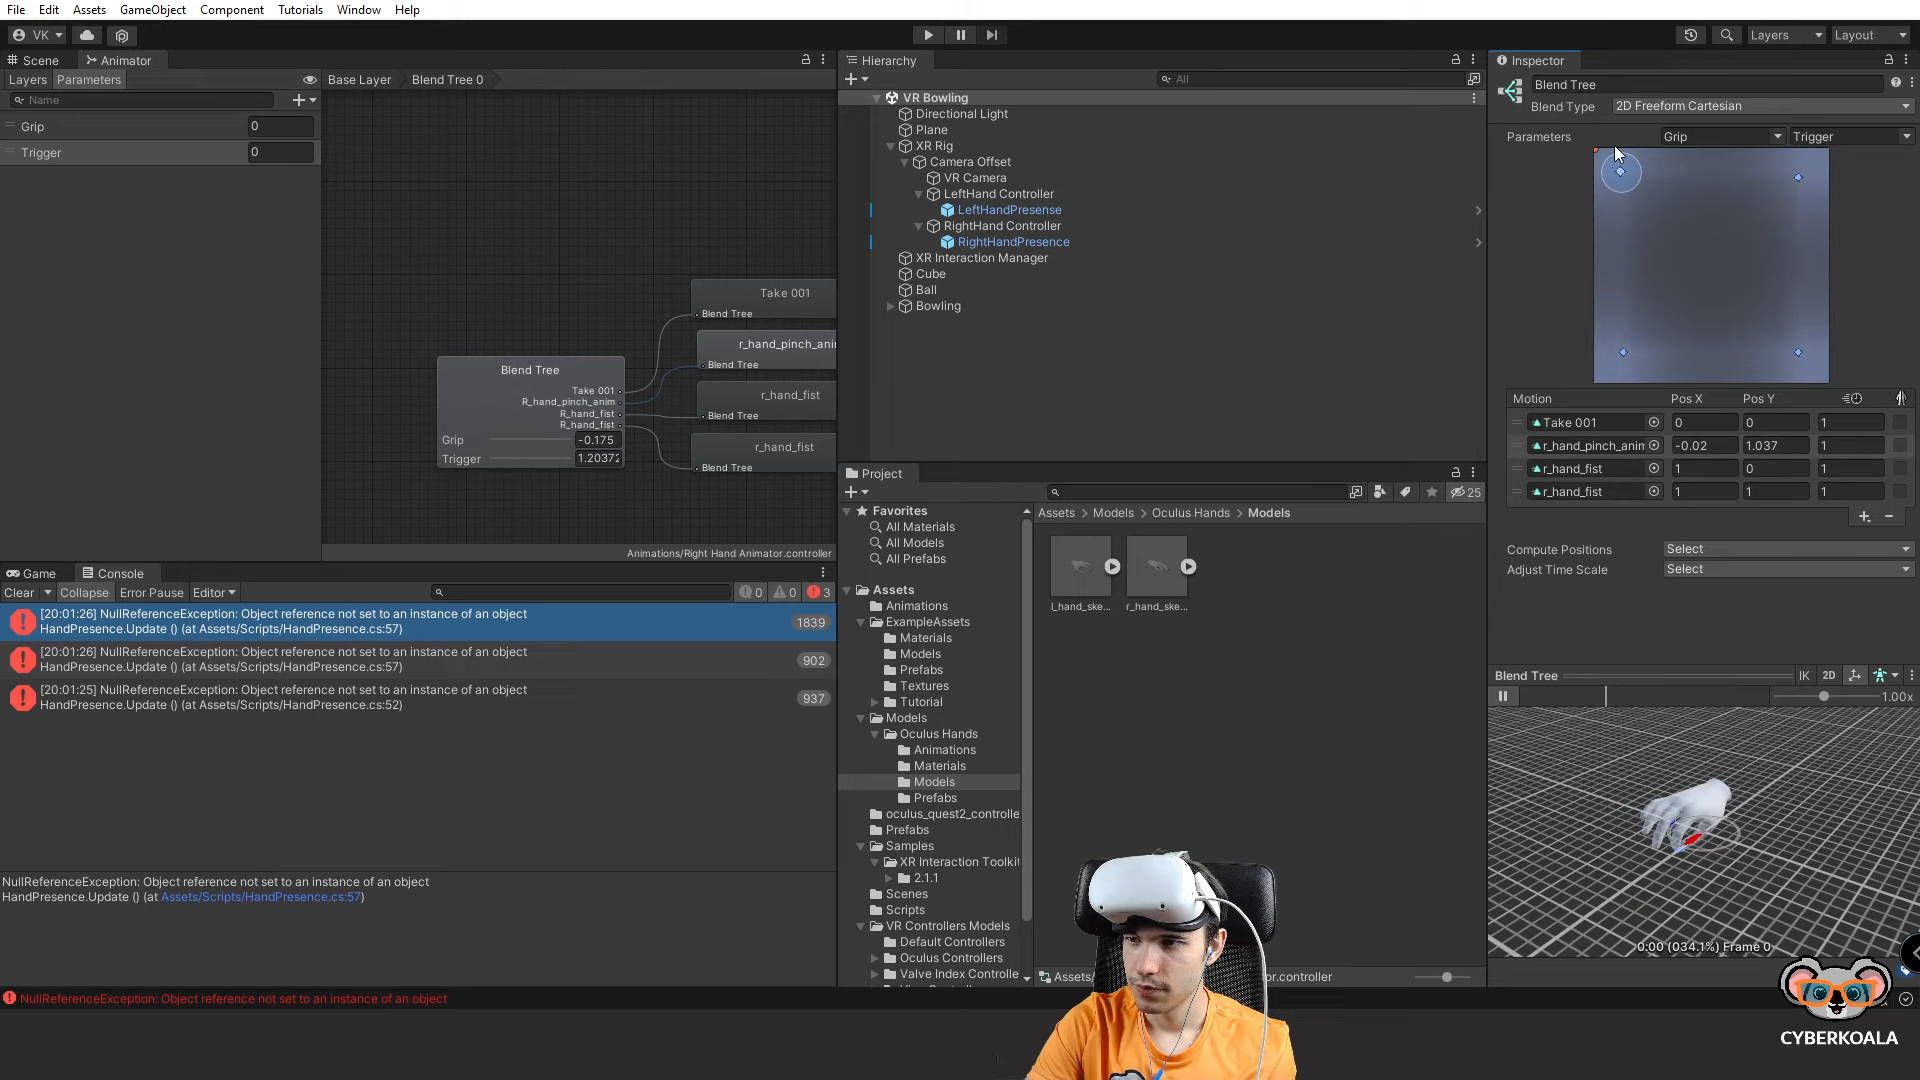 File Edit Assets GameObject Component Tutorials Window Help
VK
Layers Layout
Scene Animator
Layers Parameters
Name
Grip 0
Trigger 0
Base Layer Blend Tree 0
Take 001
Blend Tree
r_hand_pinch_anim
Blend Tree
r_hand_fist
Blend Tree
r_hand_fist
Blend Tree
Blend Tree
Take 001
R_hand_pinch_anim
R_hand_fist
R_hand_fist
Grip -0.175
Trigger 1.20372
Animations/Right Hand Animator.controller
Game Console
Clear Collapse Error Pause Editor
0 0 3
[20:01:26] NullReferenceException: Object reference not set to an instance of an object
HandPresence.Update () (at Assets/Scripts/HandPresence.cs:57)
1839
[20:01:26] NullReferenceException: Object reference not set to an instance of an object
HandPresence.Update () (at Assets/Scripts/HandPresence.cs:57)
902
[20:01:25] NullReferenceException: Object reference not set to an instance of an object
HandPresence.Update () (at Assets/Scripts/HandPresence.cs:52)
937
NullReferenceException: Object reference not set to an instance of an object
HandPresence.Update () (at Assets/Scripts/HandPresence.cs:57)
NullReferenceException: Object reference not set to an instance of an object
Hierarchy
All
VR Bowling
Directional Light
Plane
XR Rig
Camera Offset
VR Camera
LeftHand Controller
LeftHandPresense
RightHand Controller
RightHandPresence
XR Interaction Manager
Cube
Ball
Bowling
Project
25
Favorites
All Materials
All Models
All Prefabs
Assets
Animations
ExampleAssets
Materials
Models
Prefabs
Textures
Tutorial
Models
Oculus Hands
Animations
Materials
Models
Prefabs
oculus_quest2_controlle
Prefabs
Samples
XR Interaction Toolkit
2.1.1
Scenes
Scripts
VR Controllers Models
Default Controllers
Oculus Controllers
Valve Index Controlle
Assets > Models > Oculus Hands > Models
l_hand_ske...
r_hand_ske...
Assets/
or.controller
Inspector
Blend Tree
Blend Type 2D Freeform Cartesian
Parameters Grip Trigger
Motion Pos X Pos Y
Take 001 0 0 1
r_hand_pinch_anim -0.02 1.037 1
r_hand_fist 1 0 1
r_hand_fist 1 1 1
Compute Positions Select
Adjust Time Scale Select
Blend Tree IK 2D
1.00x
0:00 (034.1%) Frame 0
CYBERKOALA